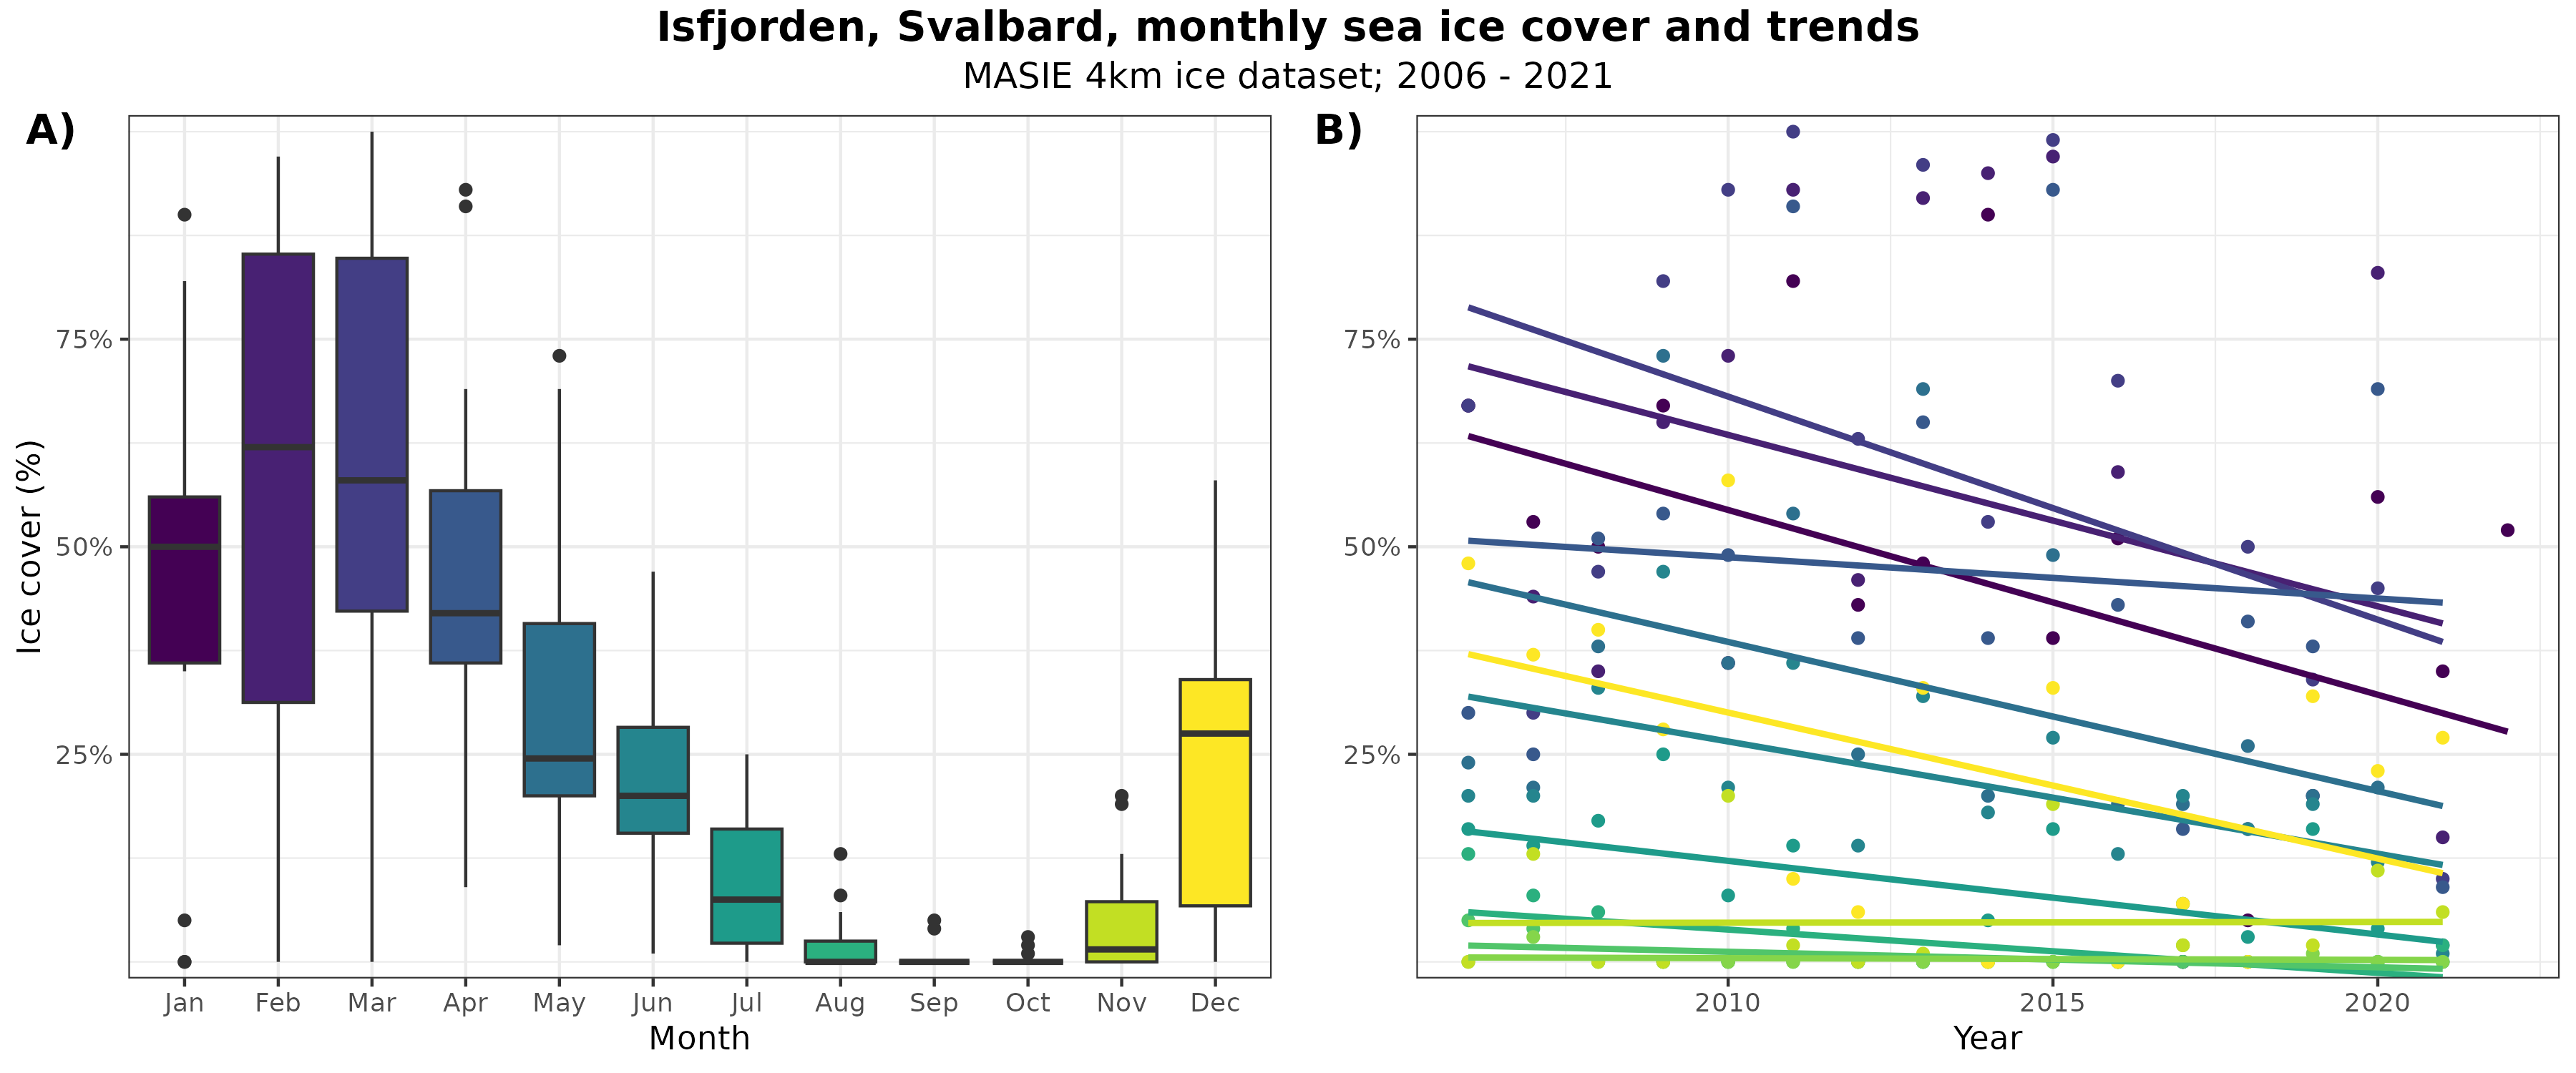 Isfjorden, Svalbard, monthly sea ice cover and trends
MASIE 4km ice dataset; 2006 - 2021
A)
Ice cover (%)
75%
50%
25%
Jan Feb Mar Apr May Jun Jul Aug Sep Oct Nov Dec
Month
B)
75%
50%
25%
2010 2015 2020
Year